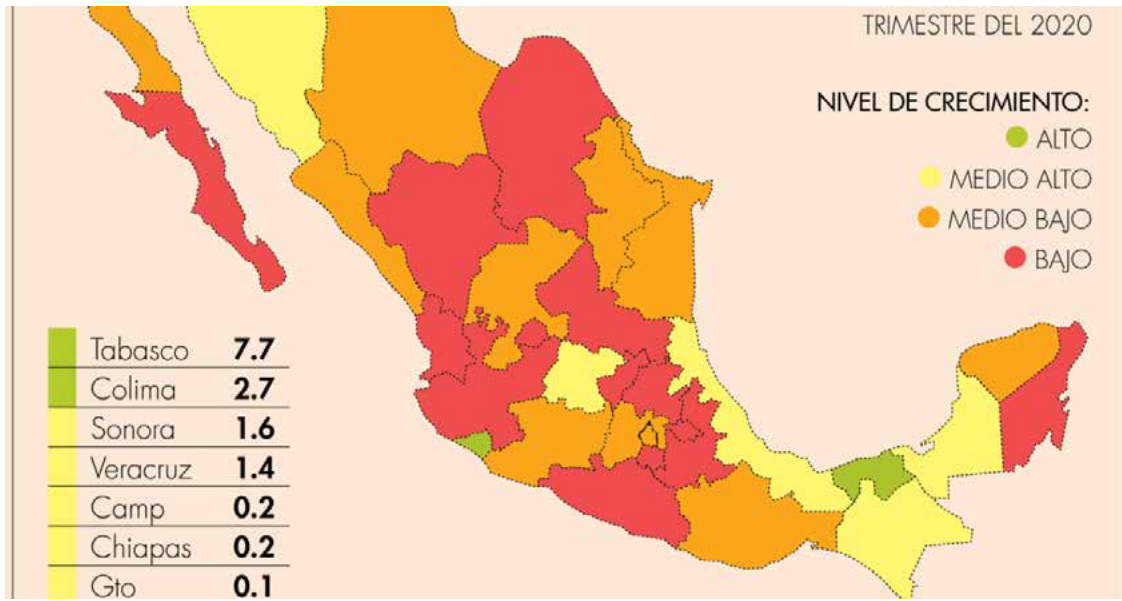 TRIMESTRE DEL 2020
NIVEL DE CRECIMIENTO:
ALTO
MEDIO ALTO
MEDIO BAJO
BAJO
Tabasco 7.7
Colima 2.7
Sonora 1.6
Veracruz 1.4
Camp 0.2
Chiapas 0.2
Gto 0.1